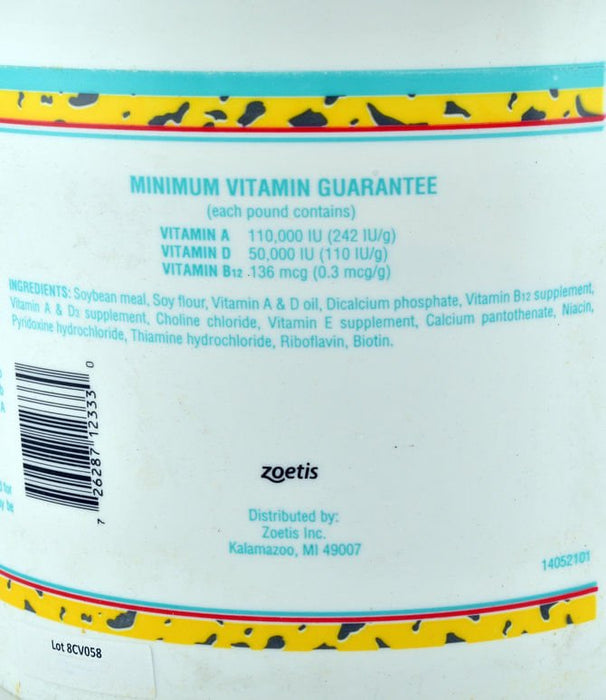 MINIMUM VITAMIN GUARANTEE
(each pound contains)
VITAMIN A 110,000 IU (242 IU/g)
VITAMIN D 50,000 IU (110 IU/g)
VITAMIN B12 .136 mcg (0.3 mcg/g)
INGREDIENTS: Soybean meal, Soy flour, Vitamin A & D oil, Dicalcium phosphate, Vitamin B12 supplement,
Vitamin A & D3 supplement, Choline chloride, Vitamin E supplement, Calcium pantothenate, Niacin,
Pyridoxine hydrochloride, Thiamine hydrochloride, Riboflavin, Biotin.
7 26287 12333 0
zoetis
Distributed by:
Zoetis Inc.
Kalamazoo, MI 49007
14052101
Lot 8CV058